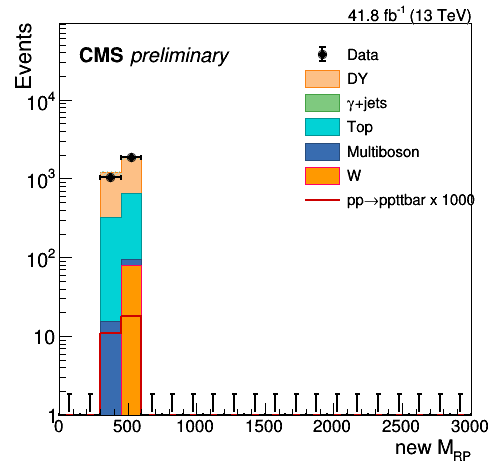 41.8 fb⁻¹ (13 TeV)
Events
CMS preliminary
Data
DY
γ+jets
Top
Multiboson
W
pp→ppttbar x 1000
10⁴
10³
10²
10
1
0 500 1000 1500 2000 2500 3000
new M_RP